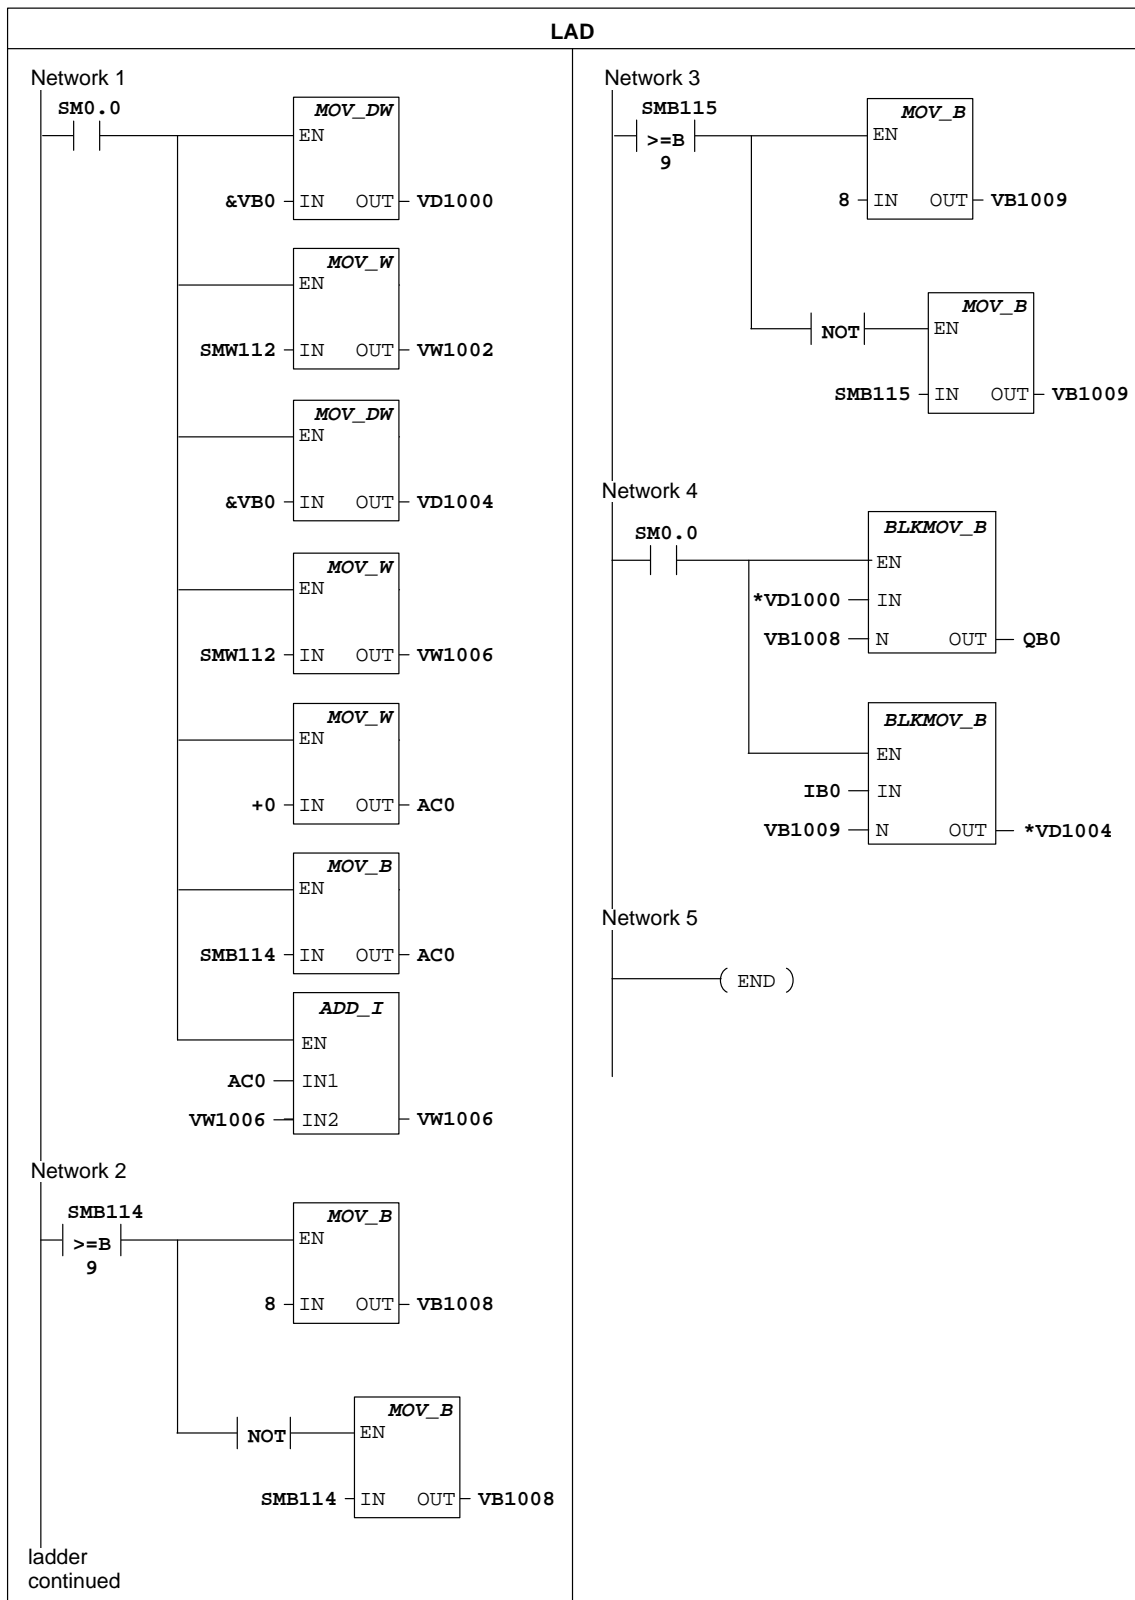 LAD
Network 1
SM0.0
MOV_DW
EN
&VB0 IN OUT VD1000
MOV_W
EN
SMW112 IN OUT VW1002
MOV_DW
EN
&VB0 IN OUT VD1004
MOV_W
EN
SMW112 IN OUT VW1006
MOV_W
EN
+0 IN OUT AC0
MOV_B
EN
SMB114 IN OUT AC0
ADD_I
EN
AC0 IN1
VW1006 IN2 VW1006
Network 2
SMB114
>=B
9
MOV_B
EN
8 IN OUT VB1008
NOT
MOV_B
EN
SMB114 IN OUT VB1008
ladder
continued
Network 3
SMB115
>=B
9
MOV_B
EN
8 IN OUT VB1009
NOT
MOV_B
EN
SMB115 IN OUT VB1009
Network 4
SM0.0
BLKMOV_B
EN
*VD1000 IN
VB1008 N OUT QB0
BLKMOV_B
EN
IB0 IN
VB1009 N OUT *VD1004
Network 5
( END )